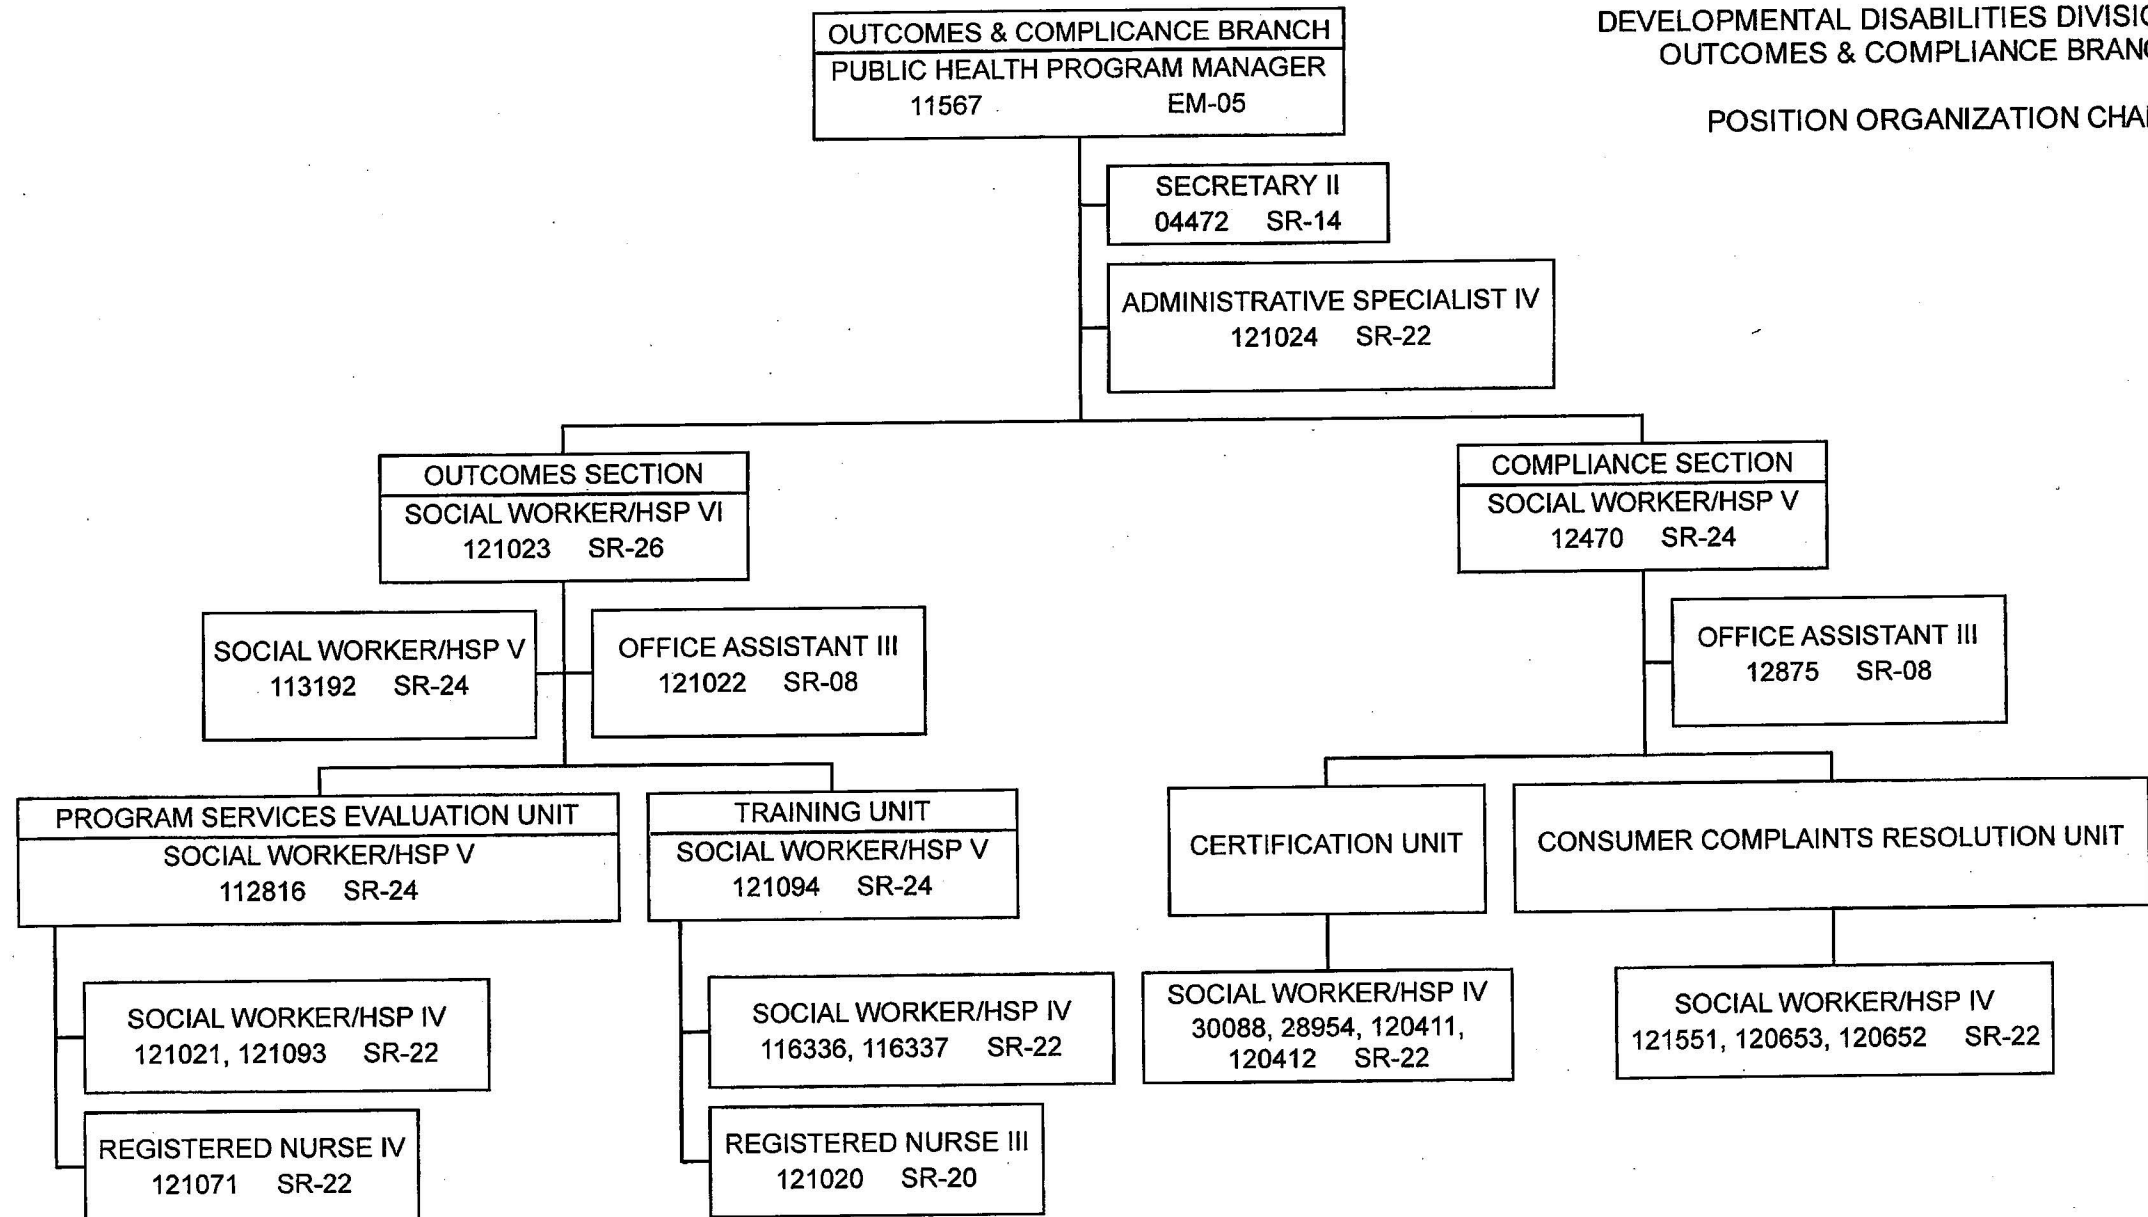 DEVELOPMENTAL DISABILITIES
OUTCOMES & COMPLIANCE
POSITION ORGANIZATION
OUTCOMES & COMPLICANCE BRANCH
PUBLIC HEALTH PROGRAM MANAGER
11567 EM-05
SECRETARY II
04472 SR-14
ADMINISTRATIVE SPECIALIST IV
121024 SR-22
OUTCOMES SECTION
SOCIAL WORKER/HSP VI
121023 SR-26
SOCIAL WORKER/HSP V
113192 SR-24
OFFICE ASSISTANT III
121022 SR-08
PROGRAM SERVICES EVALUATION UNIT
SOCIAL WORKER/HSP V
112816 SR-24
SOCIAL WORKER/HSP IV
121021, 121093 SR-22
REGISTERED NURSE IV
121071 SR-22
TRAINING UNIT
SOCIAL WORKER/HSP V
121094 SR-24
SOCIAL WORKER/HSP IV
116336, 116337 SR-22
REGISTERED NURSE III
121020 SR-20
COMPLIANCE SECTION
SOCIAL WORKER/HSP V
12470 SR-24
OFFICE ASSISTANT III
12875 SR-08
CERTIFICATION UNIT
SOCIAL WORKER/HSP IV
30088, 28954, 120411,
120412 SR-22
CONSUMER COMPLAINTS RESOLUTION UNIT
SOCIAL WORKER/HSP IV
121551, 120653, 120652 SR-22